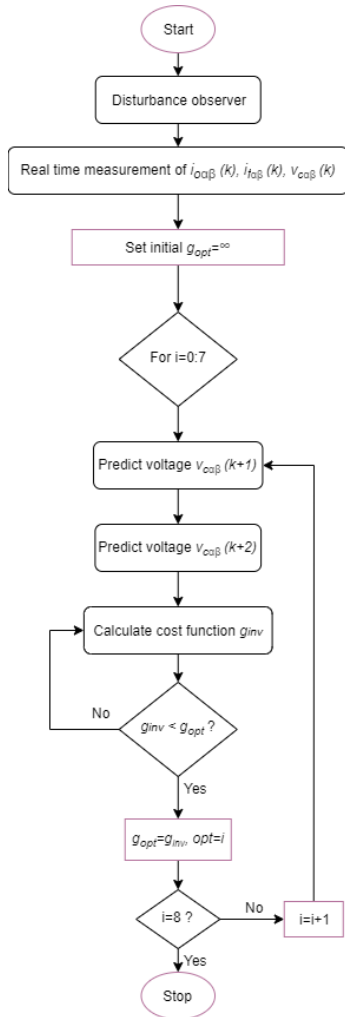 Start
Disturbance observer
Real time measurement of i_oαβ (k), i_fαβ (k), v_cαβ (k)
Set initial g_opt=∞
For i=0:7
Predict voltage v_cαβ (k+1)
Predict voltage v_cαβ (k+2)
Calculate cost function ginv
No
ginv < g_opt ?
Yes
g_opt=g_inv, opt=i
i=8 ?
No
i=i+1
Yes
Stop